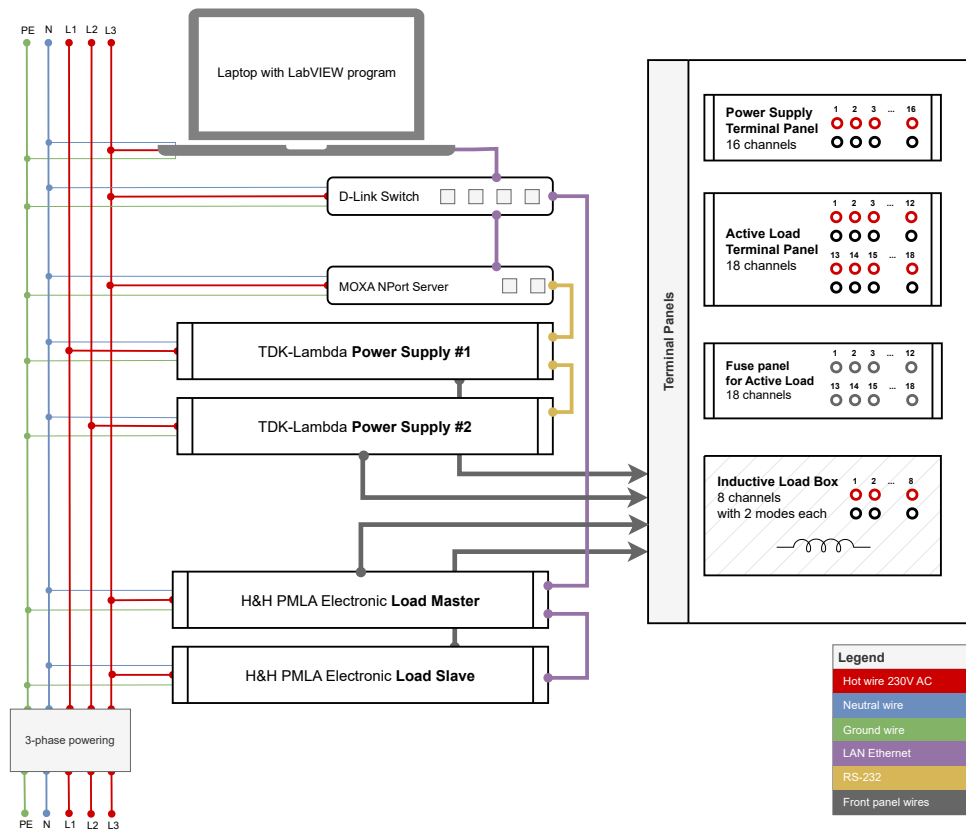 PE N L1 L2 L3
Laptop with LabVIEW program
D-Link Switch
MOXA NPort Server
TDK-Lambda Power Supply #1
TDK-Lambda Power Supply #2
H&H PMLA Electronic Load Master
H&H PMLA Electronic Load Slave
3-phase powering
PE N L1 L2 L3
Terminal Panels
Power Supply
Terminal Panel
16 channels
1 2 3 ... 16
Active Load
Terminal Panel
18 channels
1 2 3 ... 12
13 14 15 ... 18
Fuse panel
for Active Load
18 channels
1 2 3 ... 12
13 14 15 ... 18
Inductive Load Box
8 channels
with 2 modes each
1 2 ... 8
Legend
Hot wire 230V AC
Neutral wire
Ground wire
LAN Ethernet
RS-232
Front panel wires